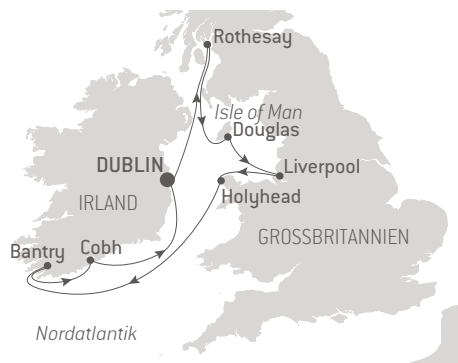 Rothesay
Isle of Man
Douglas
DUBLIN
Liverpool
IRLAND
Holyhead
GROSSBRITANNIEN
Bantry
Cobh
Nordatlantik